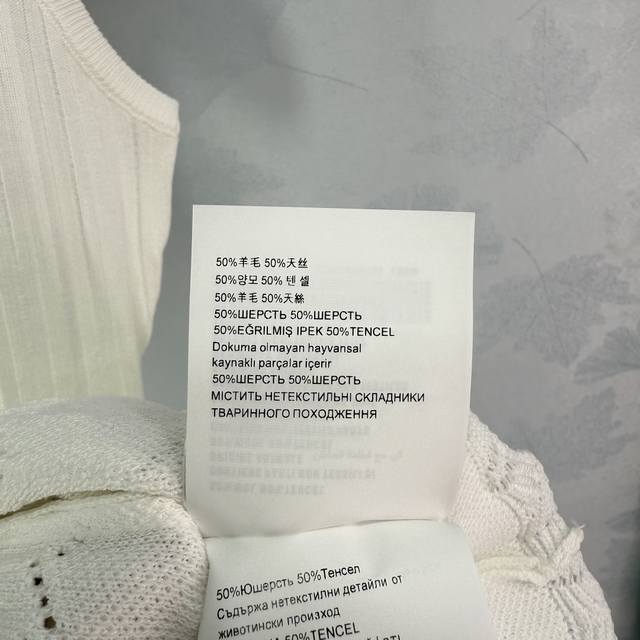 50%羊毛 50%天丝
50%양모 50% 텐 셀
50%羊毛 50%天絲
50%ШЕРСТЬ 50%ШЕРСТЬ
50%EĞRILMIŞ IPEK 50%TENCEL
Dokuma olmayan hayvansal
kaynaklı parçalar içerir
50%ШЕРСТЬ 50%ШЕРСТЬ
МІСТИТЬ НЕТЕКСТИЛЬНІ СКЛАДНИКИ
ТВАРИННОГО ПОХОДЖЕННЯ
50%Юшерсть 50%Тенсел
Съдържа нетекстилни детайли от
животински произход
50%TENCEL